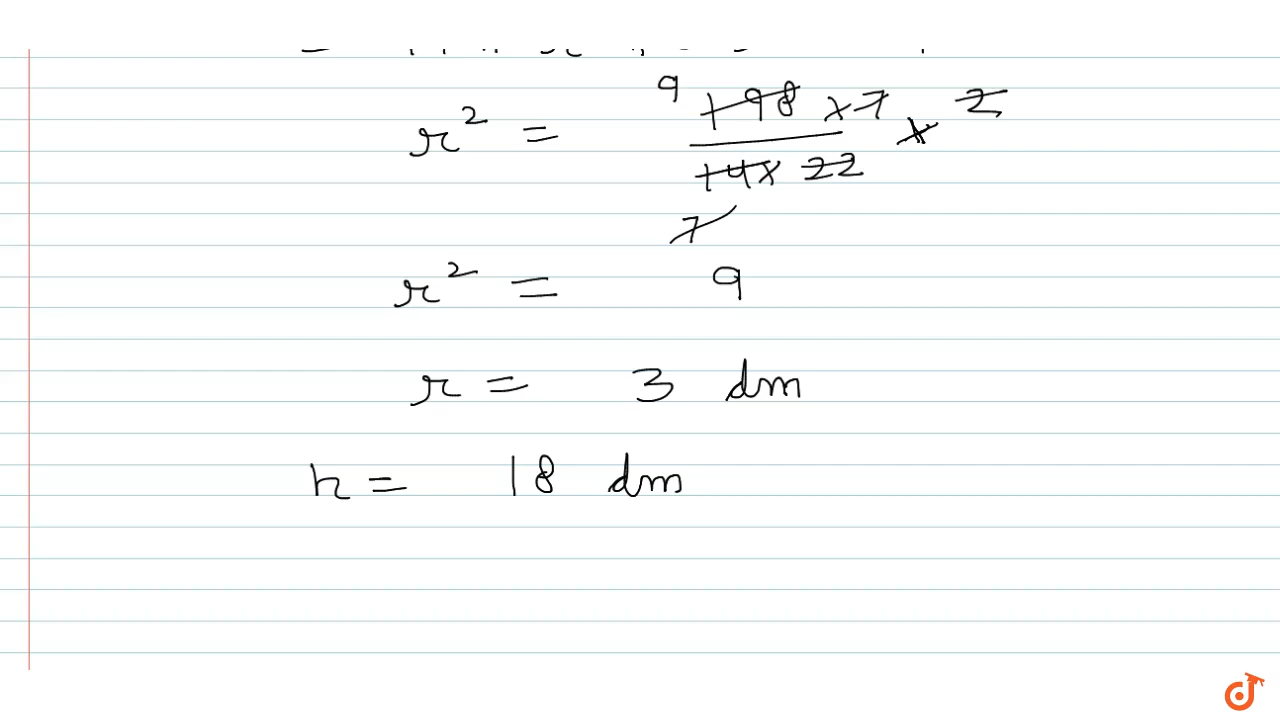 r² = 9 198 × 7 / 14 × 22 × 2
7
r² = 9
r = 3 dm
h = 18 dm